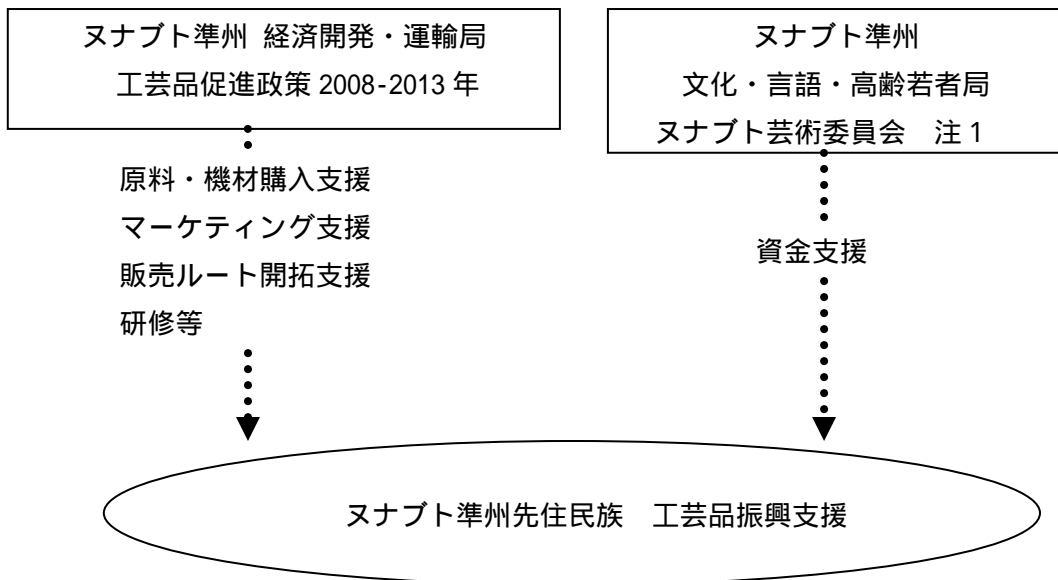 ヌナブト準州 経済開発・運輸局
工芸品促進政策 2008-2013 年
ヌナブト準州
文化・言語・高齢若者局
ヌナブト芸術委員会　注 1
原料・機材購入支援
マーケティング支援
販売ルート開拓支援
研修等
資金支援
ヌナブト準州先住民族　工芸品振興支援